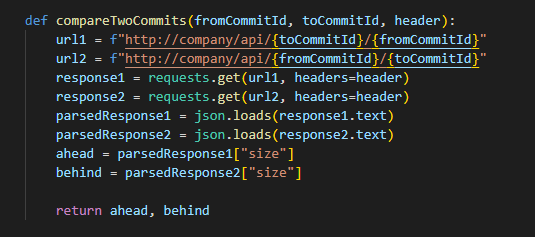 def compareTwoCommits(fromCommitId, toCommitId, header):
    url1 = f"http://company/api/{toCommitId}/{fromCommitId}"
    url2 = f"http://company/api/{fromCommitId}/{toCommitId}"
    response1 = requests.get(url1, headers=header)
    response2 = requests.get(url2, headers=header)
    parsedResponse1 = json.loads(response1.text)
    parsedResponse2 = json.loads(response2.text)
    ahead = parsedResponse1["size"]
    behind = parsedResponse2["size"]
    return ahead, behind